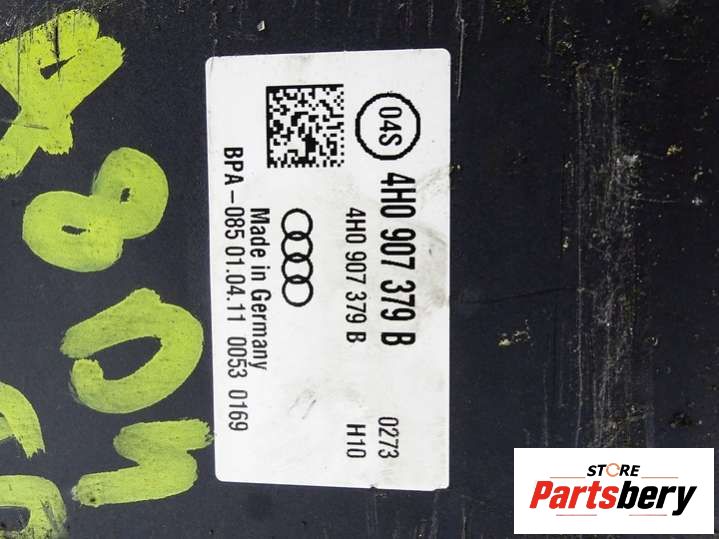 04S
4H0 907 379 B 0273
4H0 907 379 B H10
Made in Germany
BPA-085 01.04.11 0053 0169
STORE
Partsbery